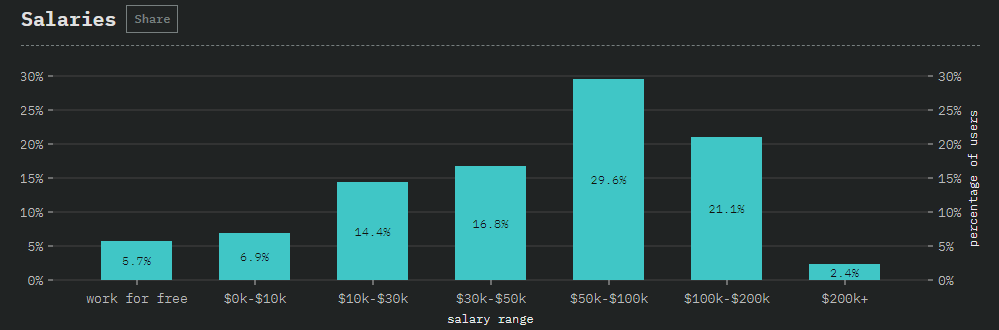 Salaries Share
30% 30%
25% 25%
20% 20%
15% 15%
10% 10%
5% 5%
0% 0%
5.7% 6.9% 14.4% 16.8% 29.6% 21.1% 2.4%
work for free $0k-$10k $10k-$30k $30k-$50k $50k-$100k $100k-$200k $200k+
salary range
percentage of users